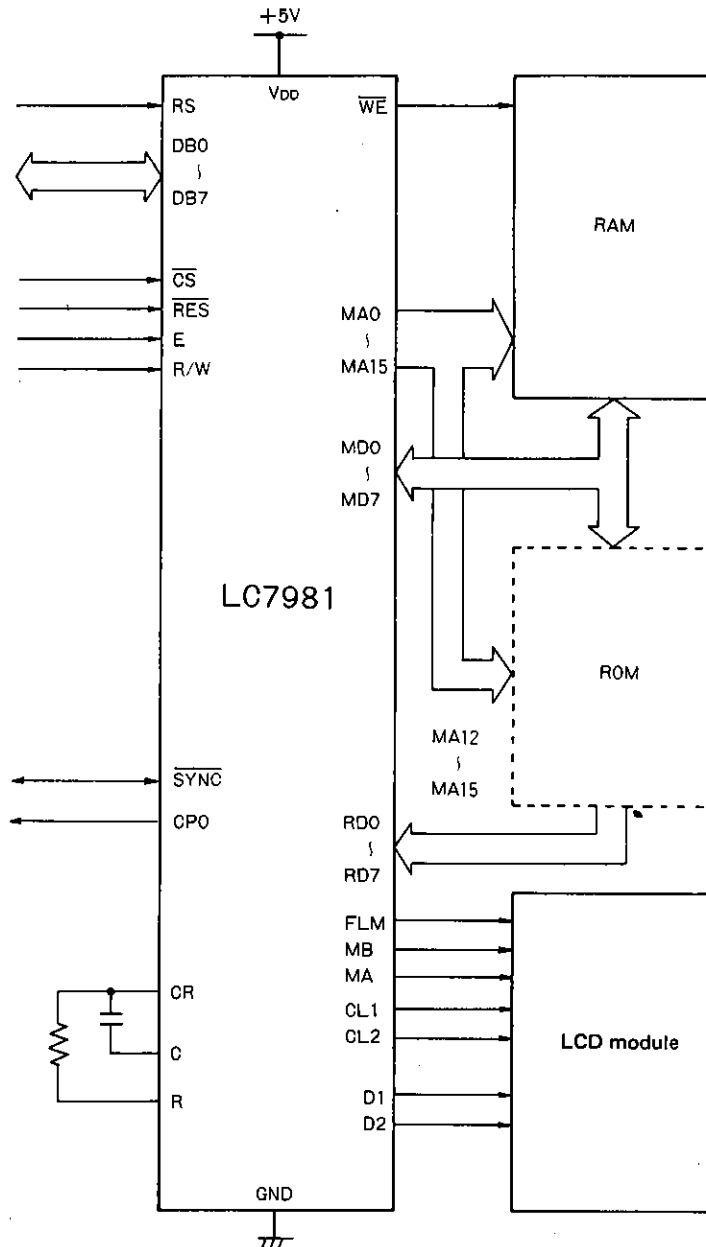 +5V
VDD
RS
WE
DB0
~
DB7
RAM
CS
RES
E
R/W
MA0
~
MA15
MD0
~
MD7
LC7981
ROM
MA12
~
MA15
SYNC
CPO
RD0
~
RD7
FLM
MB
MA
CL1
CL2
D1
D2
LCD module
CR
C
R
GND